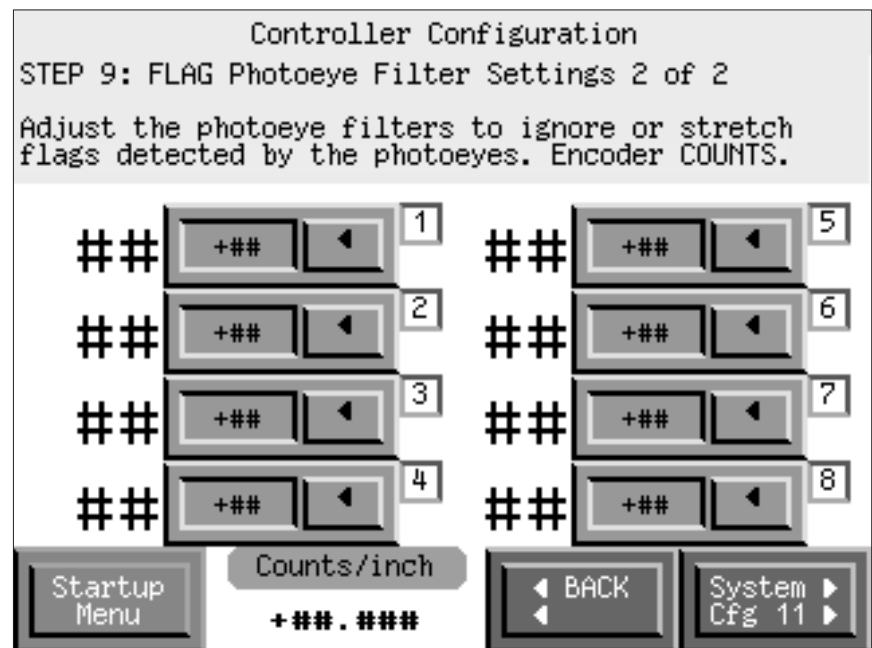 Controller Configuration
STEP 9: FLAG Photoeye Filter Settings 2 of 2
Adjust the photoeye filters to ignore or stretch
flags detected by the photoeyes. Encoder COUNTS.
## +## ◀ 1
## +## ◀ 5
## +## ◀ 2
## +## ◀ 6
## +## ◀ 3
## +## ◀ 7
## +## ◀ 4
## +## ◀ 8
Startup
Menu
Counts/inch
+##.###
◀ BACK
◀
System ▶
Cfg 11 ▶